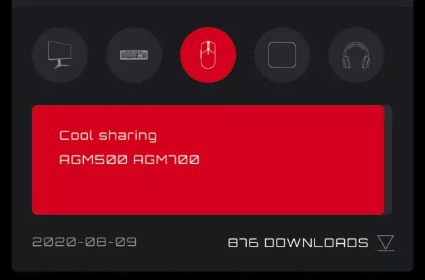 Cool sharing
AGM500 AGM700
2020-08-09
876 DOWNLOADS